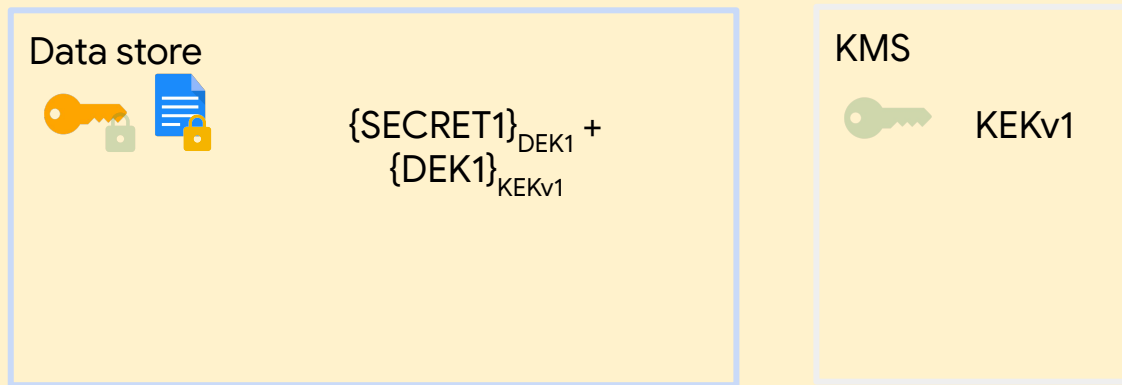 Data store
{SECRET1}DEK1 +
{DEK1}KEKv1
KMS
KEKv1